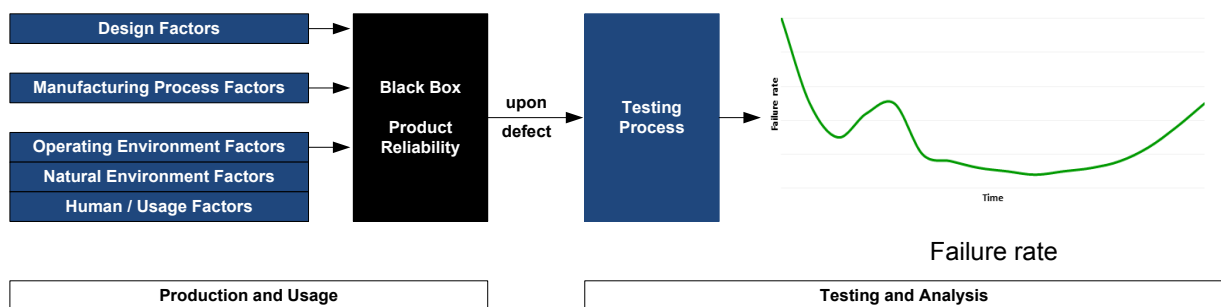 Design Factors
Manufacturing Process Factors
Operating Environment Factors
Natural Environment Factors
Human / Usage Factors
Black Box
Product
Reliability
upon
defect
Testing
Process
Failure rate
Time
Failure rate
Production and Usage
Testing and Analysis